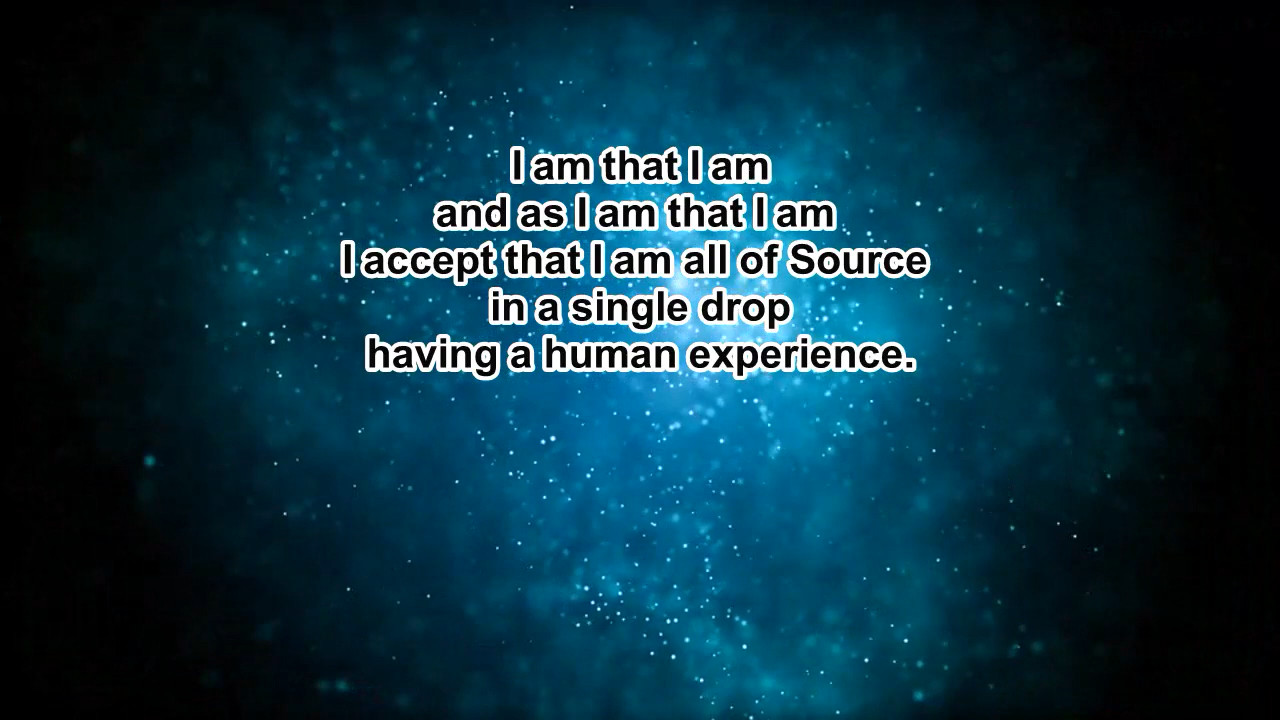 I am that I am
and as I am that I am
I accept that I am all of Source
in a single drop
having a human experience.